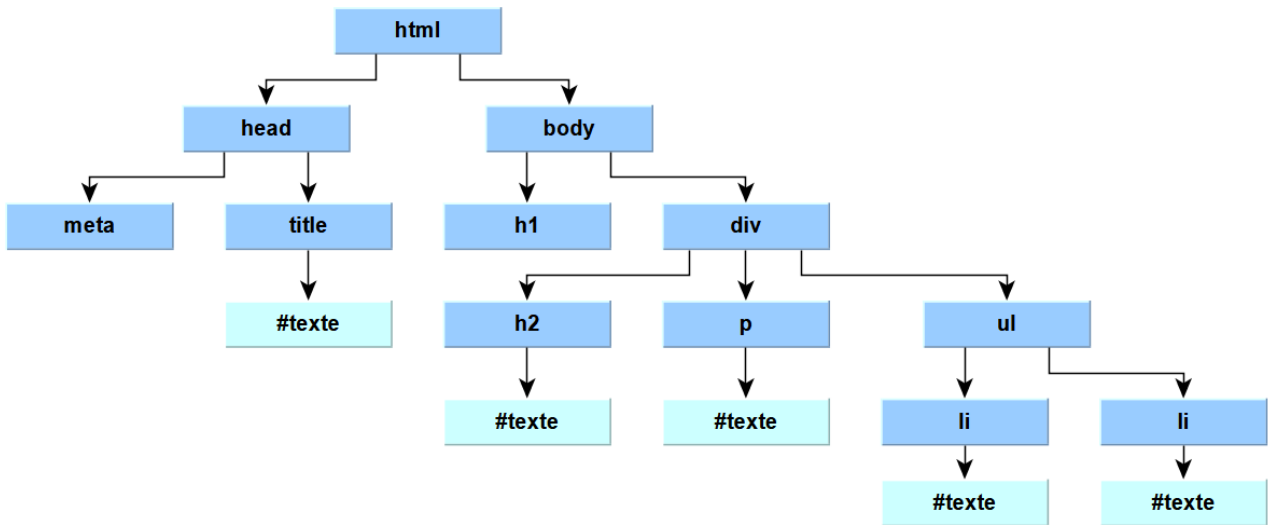 html
head
body
meta
title
h1
div
#texte
h2
p
ul
#texte
#texte
li
li
#texte
#texte